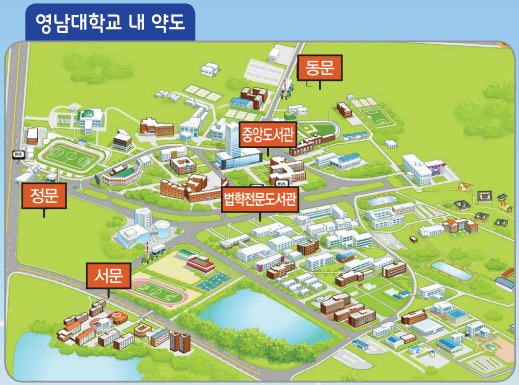 영남대학교 내 약도
동문
중앙도서관
정문
법학전문도서관
서문